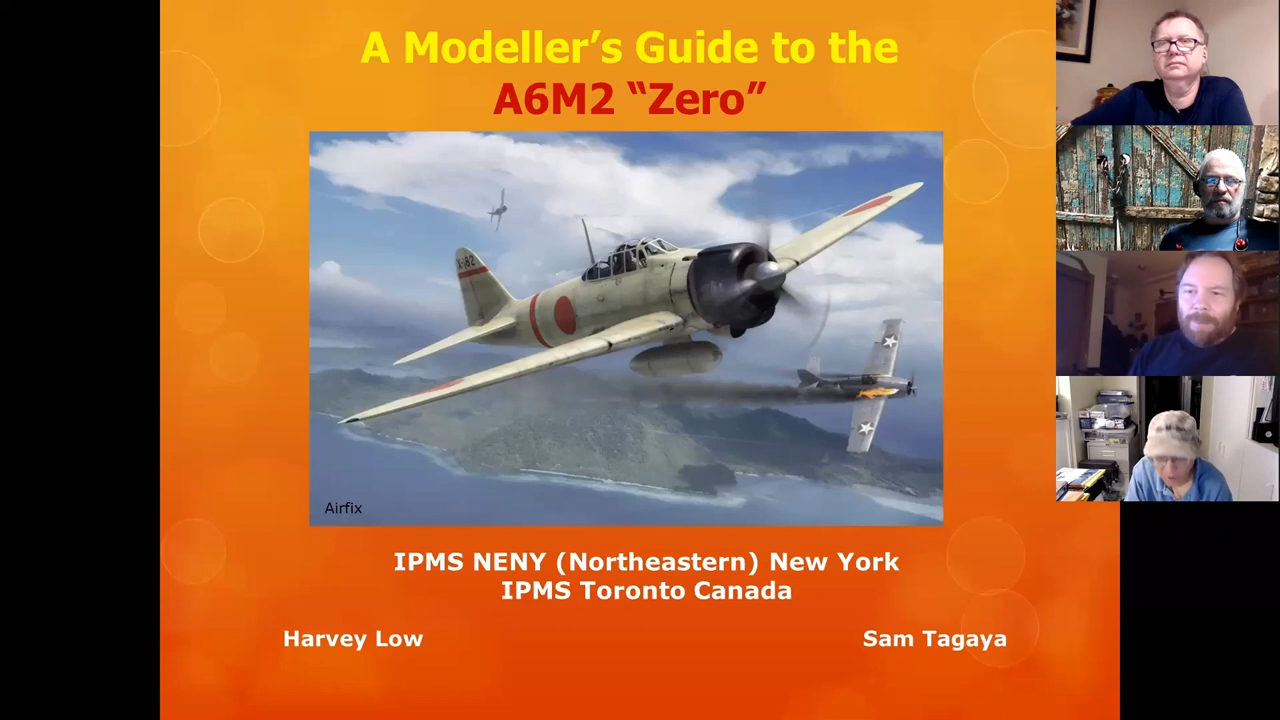 A Modeller’s Guide to the
A6M2 “Zero”
X-182
Airfix
IPMS NENY (Northeastern) New York
IPMS Toronto Canada
Harvey Low
Sam Tagaya